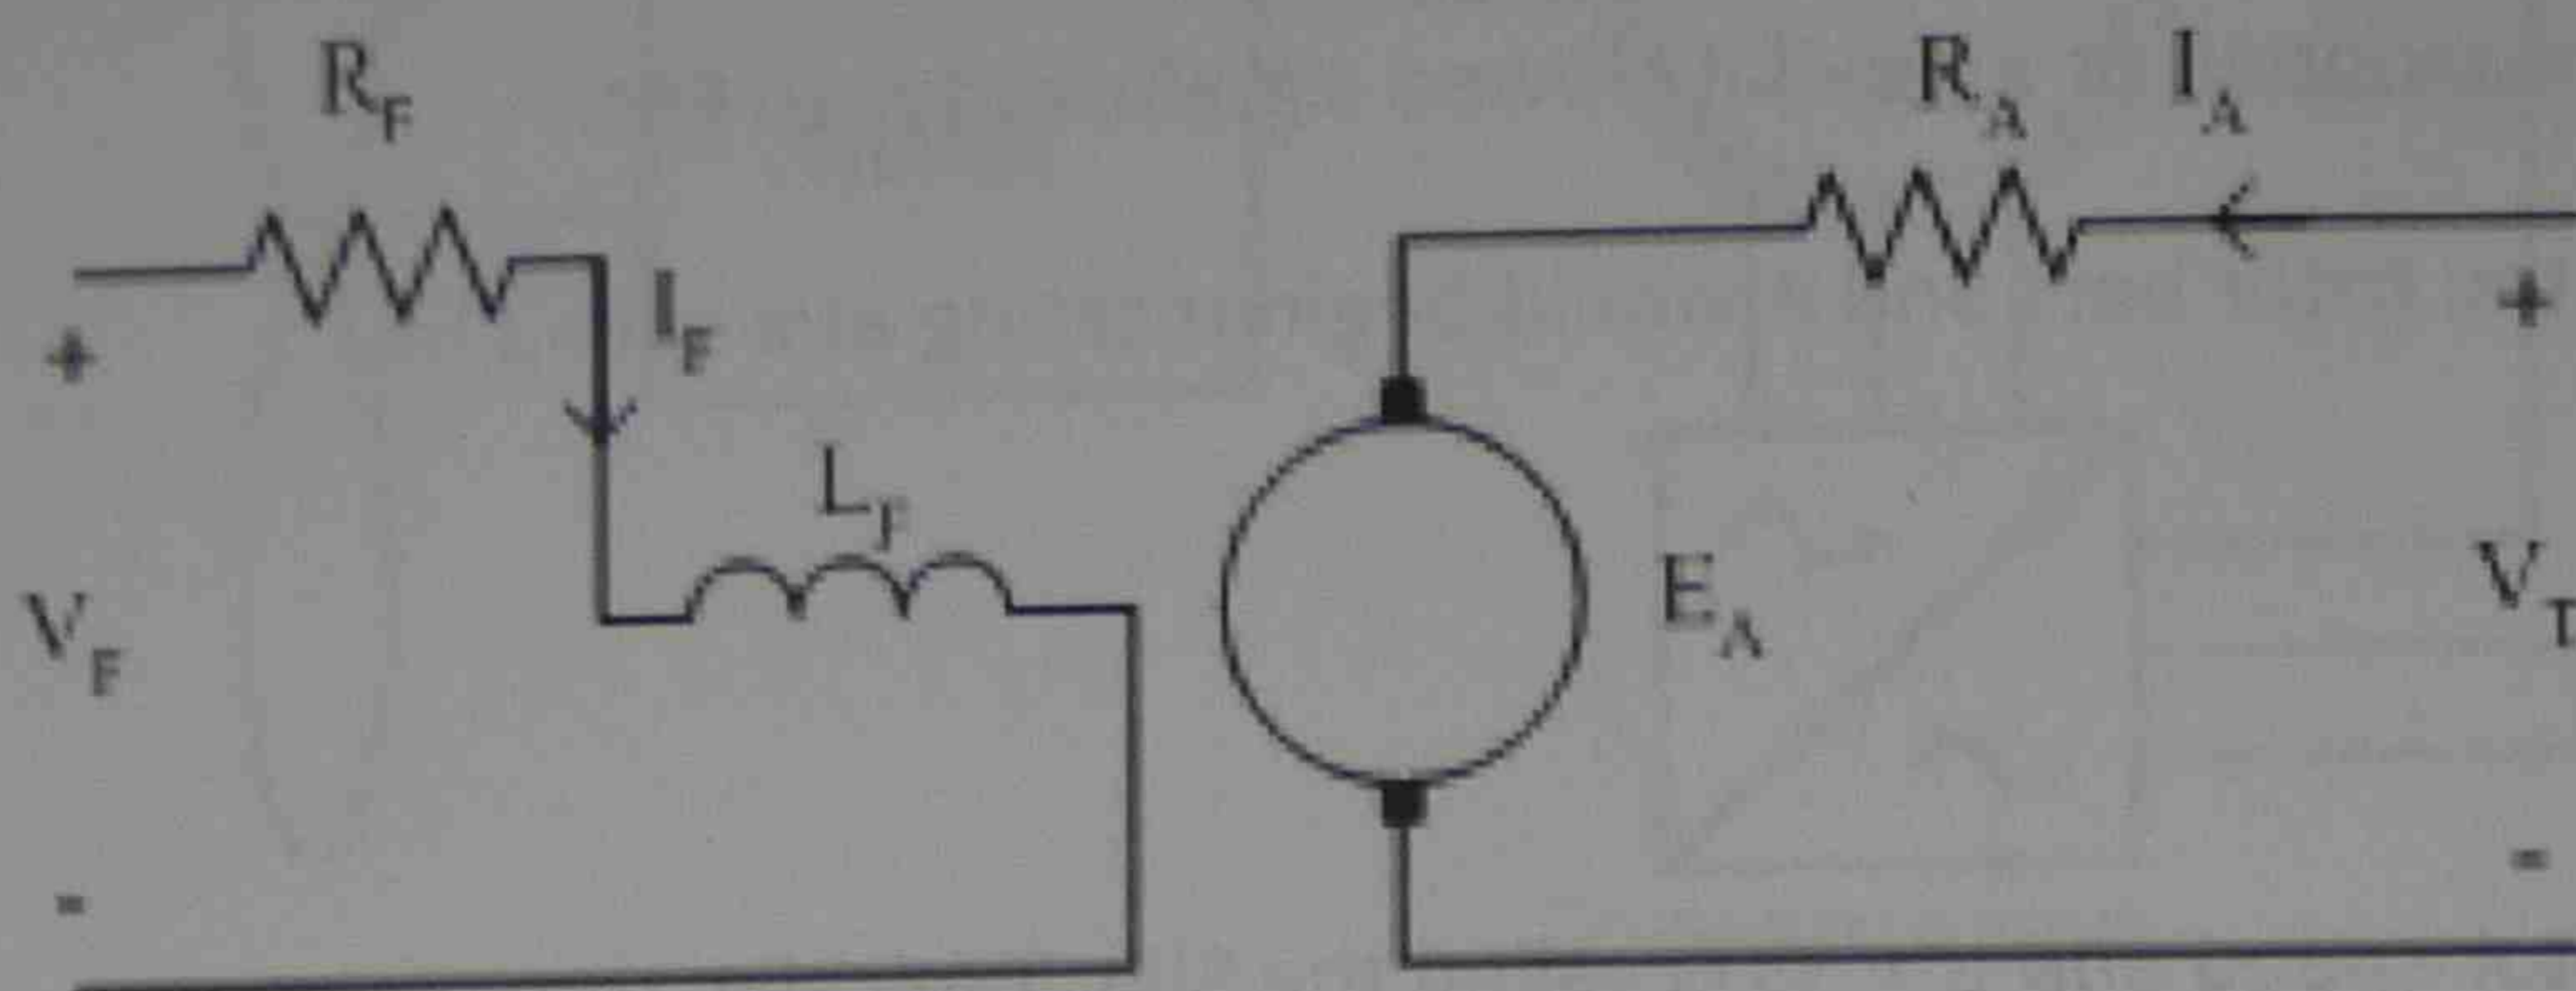 R_F
R_A
I_A
I_F
+
+
L_F
V_F
E_A
V_T
-
-